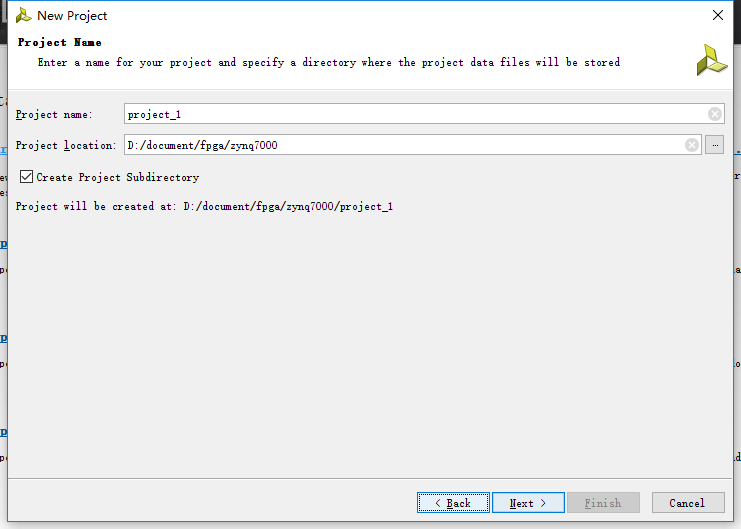 New Project
Project Name
Enter a name for your project and specify a directory where the project data files will be stored
Project name: project_1
Project location: D:/document/fpga/zynq7000 ...
Create Project Subdirectory
Project will be created at: D:/document/fpga/zynq7000/project_1
< Back Next > Finish Cancel